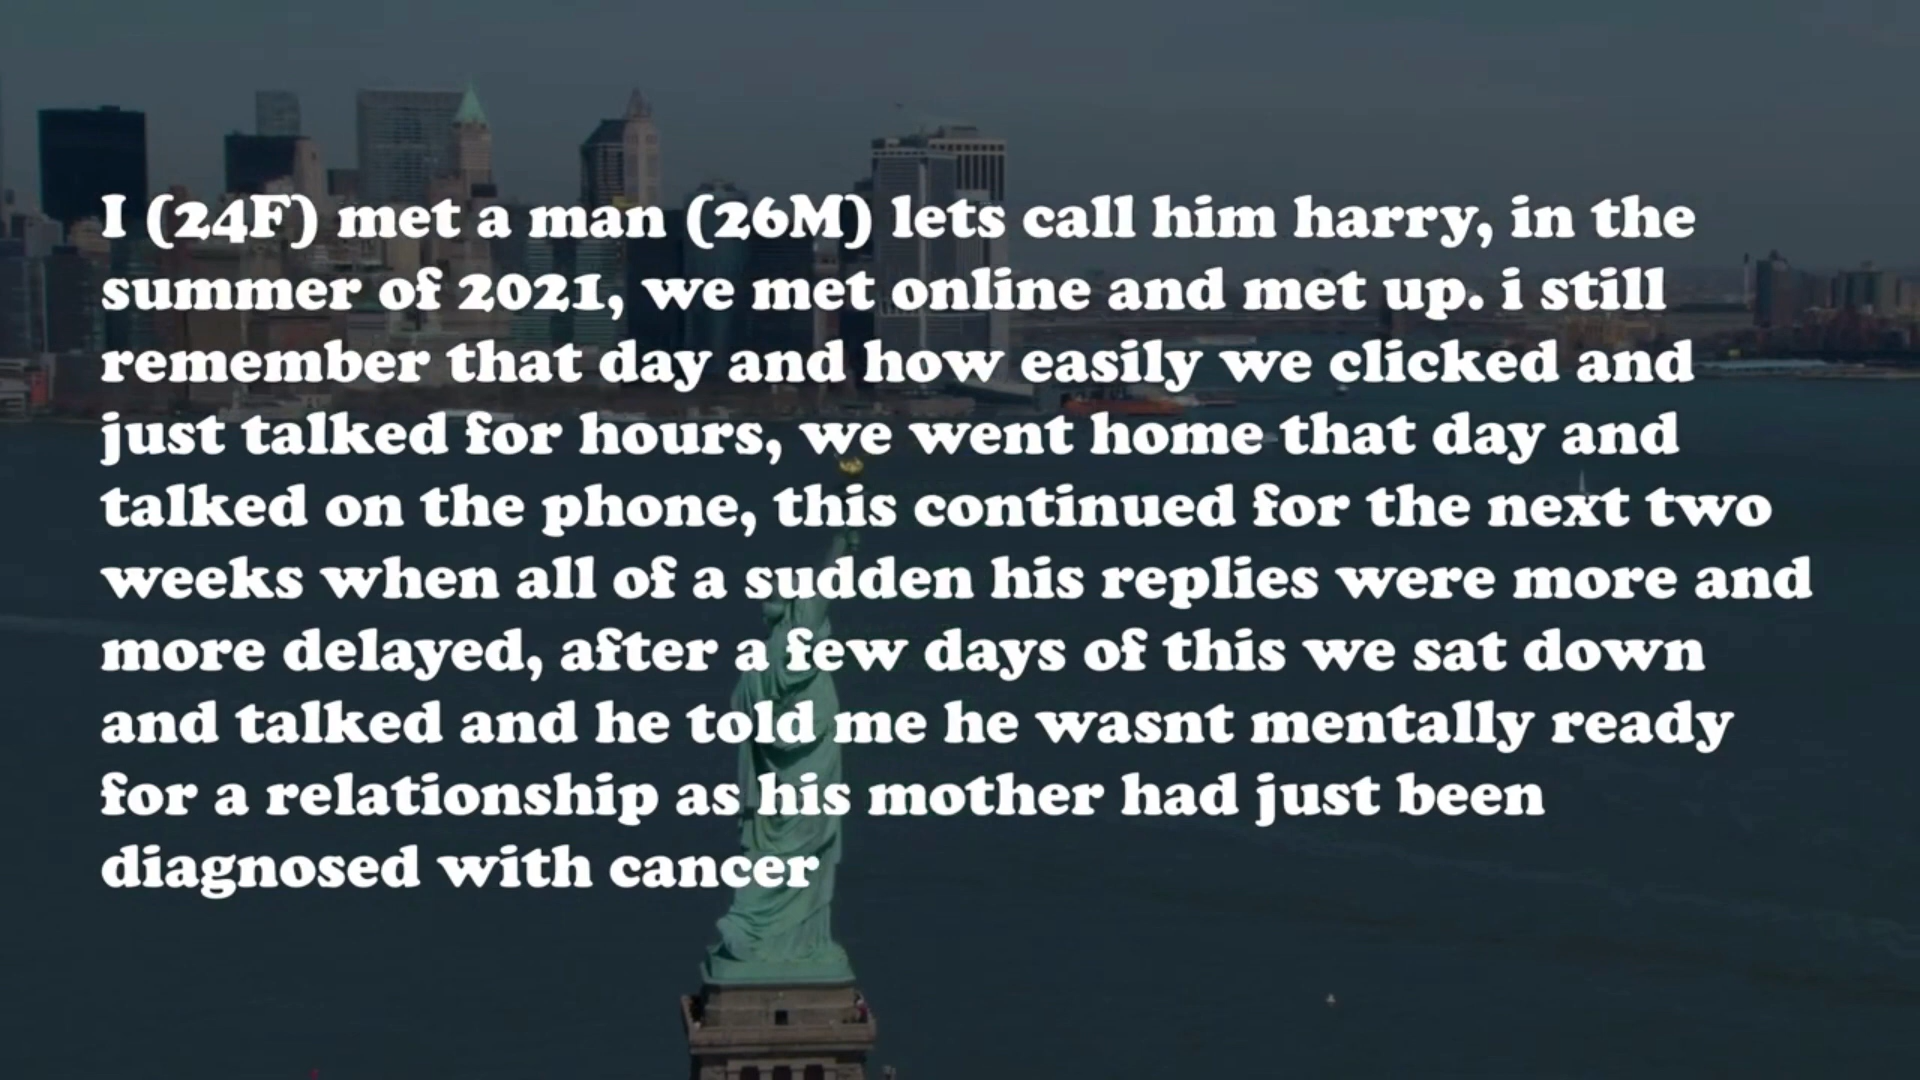 I (24F) met a man (26M) lets call him harry, in the
summer of 2021, we met online and met up. i still
remember that day and how easily we clicked and
just talked for hours, we went home that day and
talked on the phone, this continued for the next two
weeks when all of a sudden his replies were more and
more delayed, after a few days of this we sat down
and talked and he told me he wasnt mentally ready
for a relationship as his mother had just been
diagnosed with cancer